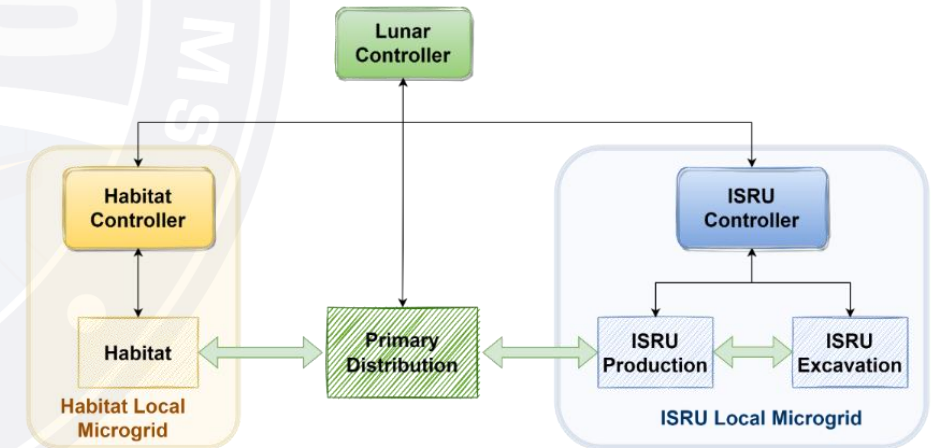 Lunar
Controller
MS
Habitat
Controller
ISRU
Controller
Habitat
Primary
Distribution
ISRU
Production
ISRU
Excavation
Habitat Local
Microgrid
ISRU Local Microgrid